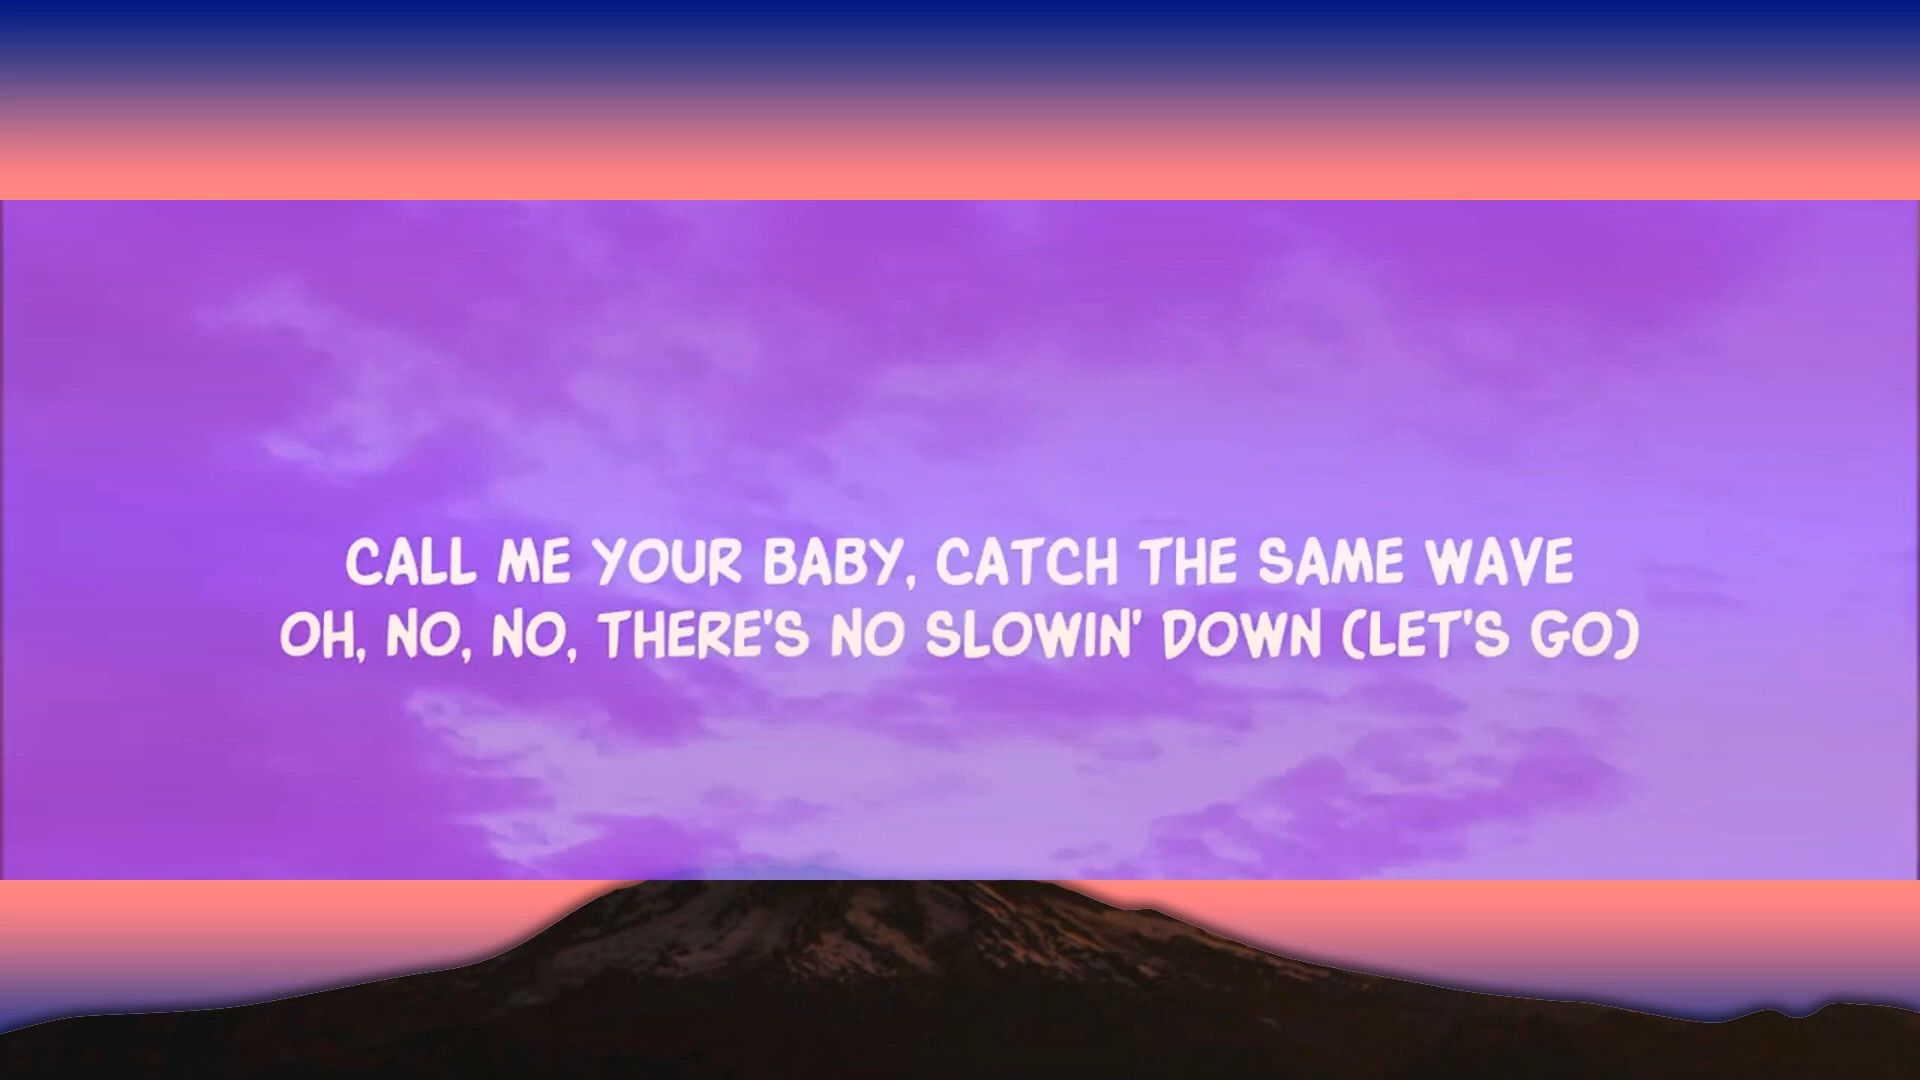 CALL ME YOUR BABY, CATCH THE SAME WAVE
OH, NO, NO, THERE'S NO SLOWIN' DOWN (LET'S GO)